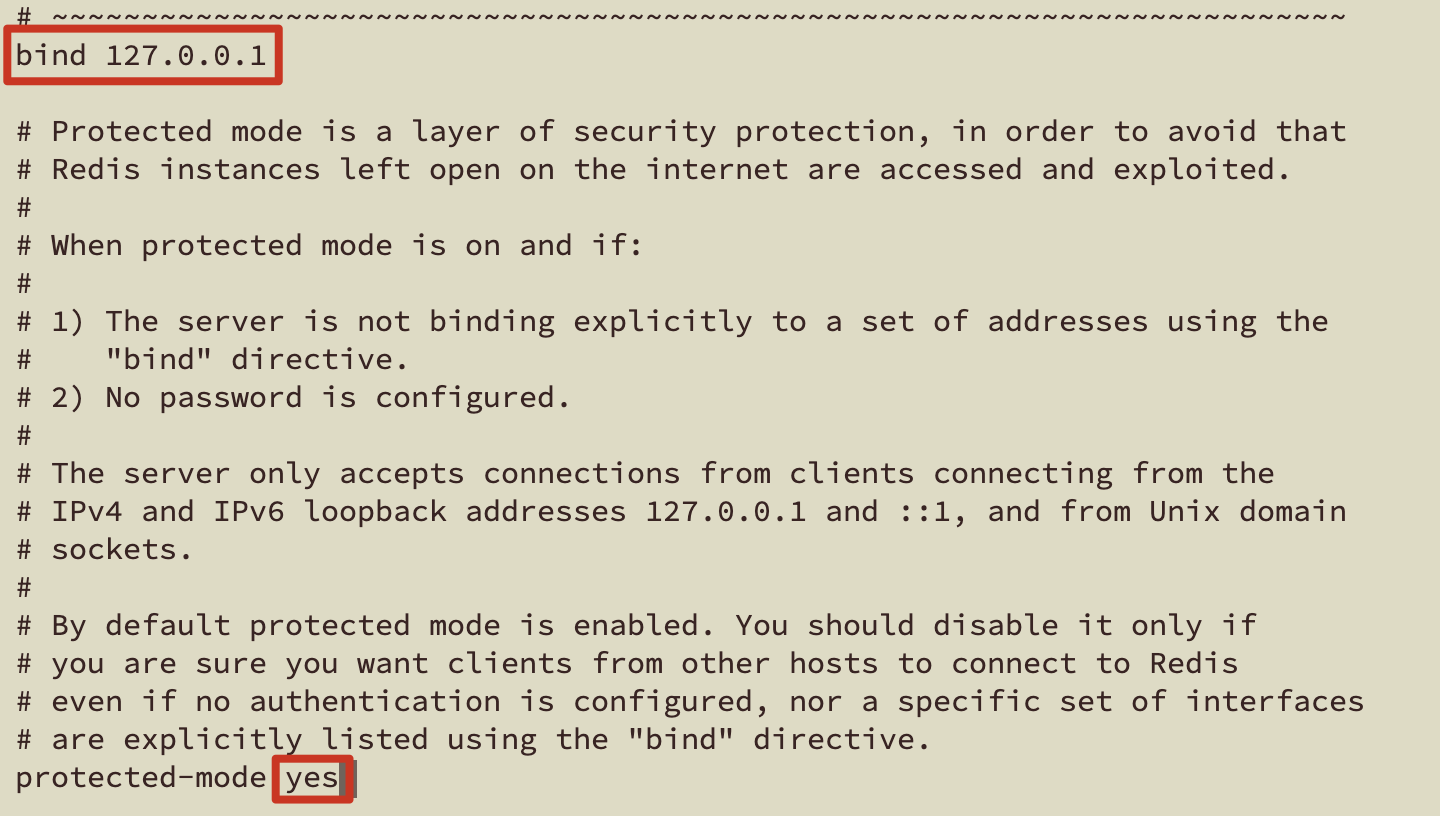 # ~~~~~~~~~~~~~~~~~~~~~~~~~~~~~~~~~~~~~~~~~~~~~~~~~~~~~~~~~~~~~~~~~~~~~~~~
bind 127.0.0.1
# Protected mode is a layer of security protection, in order to avoid that
# Redis instances left open on the internet are accessed and exploited.
#
# When protected mode is on and if:
#
# 1) The server is not binding explicitly to a set of addresses using the
#    "bind" directive.
# 2) No password is configured.
#
# The server only accepts connections from clients connecting from the
# IPv4 and IPv6 loopback addresses 127.0.0.1 and ::1, and from Unix domain
# sockets.
#
# By default protected mode is enabled. You should disable it only if
# you are sure you want clients from other hosts to connect to Redis
# even if no authentication is configured, nor a specific set of interfaces
# are explicitly listed using the "bind" directive.
protected-mode yes